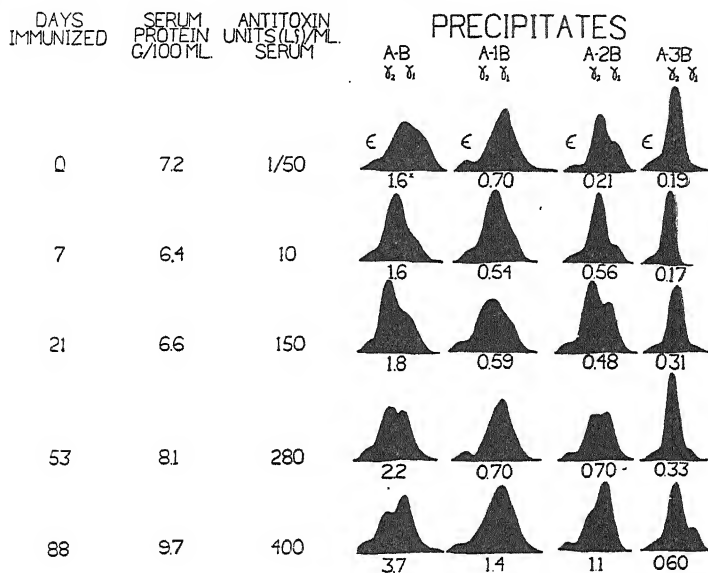 DAYS IMMUNIZED
SERUM PROTEIN G/100 ML.
ANTITOXIN UNITS(Lf)/ML. SERUM
PRECIPITATES
A-B A-1B A-2B A-3B
γ₂ γ₁ γ₂ γ₁ γ₂ γ₁ γ₂ γ₁
ϵ ϵ ϵ ϵ
0 7.2 1/50 1.6ˣ 0.70 0.21 0.19
7 6.4 10 1.6 0.54 0.56 0.17
21 6.6 150 1.8 0.59 0.48 0.31
53 8.1 280 2.2 0.70 0.70 0.33
88 9.7 400 3.7 1.4 1.1 0.60